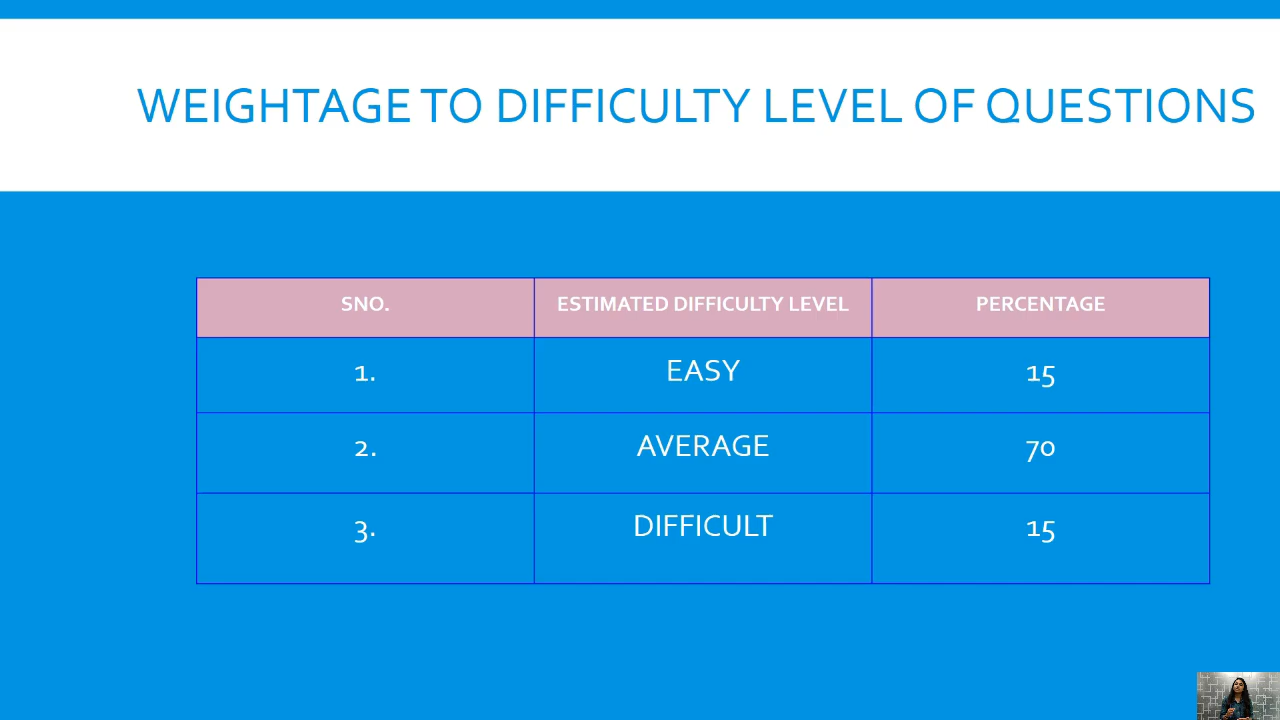 WEIGHTAGE TO DIFFICULTY LEVEL OF QUESTIONS
SNO. ESTIMATED DIFFICULTY LEVEL PERCENTAGE
1. EASY 15
2. AVERAGE 70
3. DIFFICULT 15